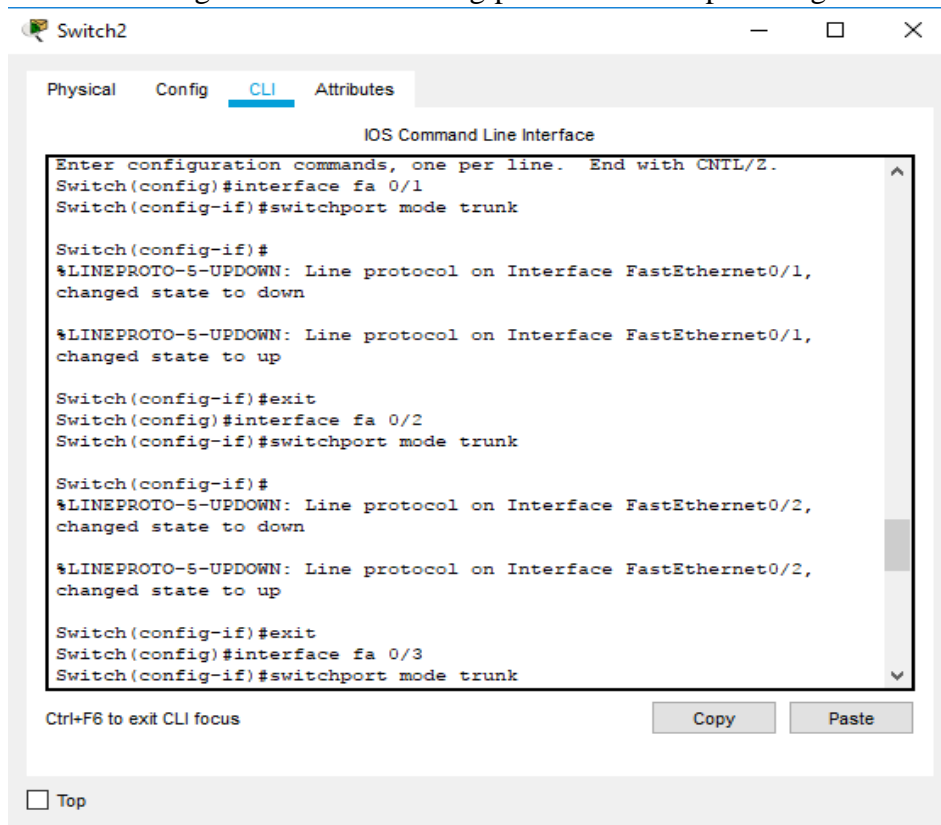 Switch2
Physical Config CLI Attributes
IOS Command Line Interface
Enter configuration commands, one per line.  End with CNTL/Z.
Switch(config)#interface fa 0/1
Switch(config-if)#switchport mode trunk
Switch(config-if)#
%LINEPROTO-5-UPDOWN: Line protocol on Interface FastEthernet0/1,
changed state to down
%LINEPROTO-5-UPDOWN: Line protocol on Interface FastEthernet0/1,
changed state to up
Switch(config-if)#exit
Switch(config)#interface fa 0/2
Switch(config-if)#switchport mode trunk
Switch(config-if)#
%LINEPROTO-5-UPDOWN: Line protocol on Interface FastEthernet0/2,
changed state to down
%LINEPROTO-5-UPDOWN: Line protocol on Interface FastEthernet0/2,
changed state to up
Switch(config-if)#exit
Switch(config)#interface fa 0/3
Switch(config-if)#switchport mode trunk
Ctrl+F6 to exit CLI focus Copy Paste
Top